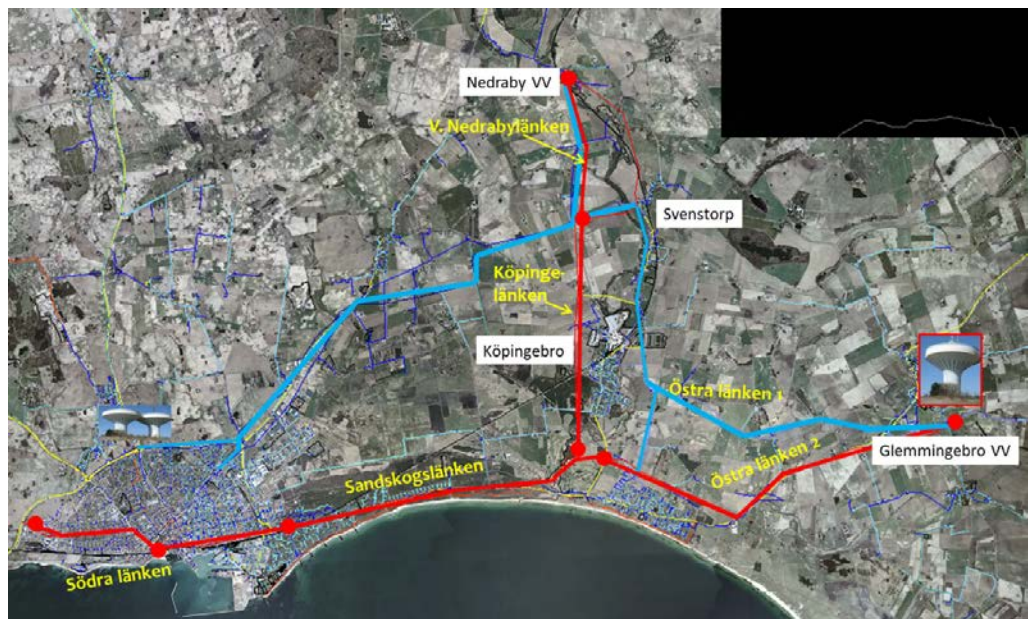 Nedraby VV
V. Nedrabylänken
Svenstorp
Köpinge-
länken
Köpingebro
Östra länken 1
Östra länken 2
Glemmingebro VV
Sandskogslänken
Södra länken